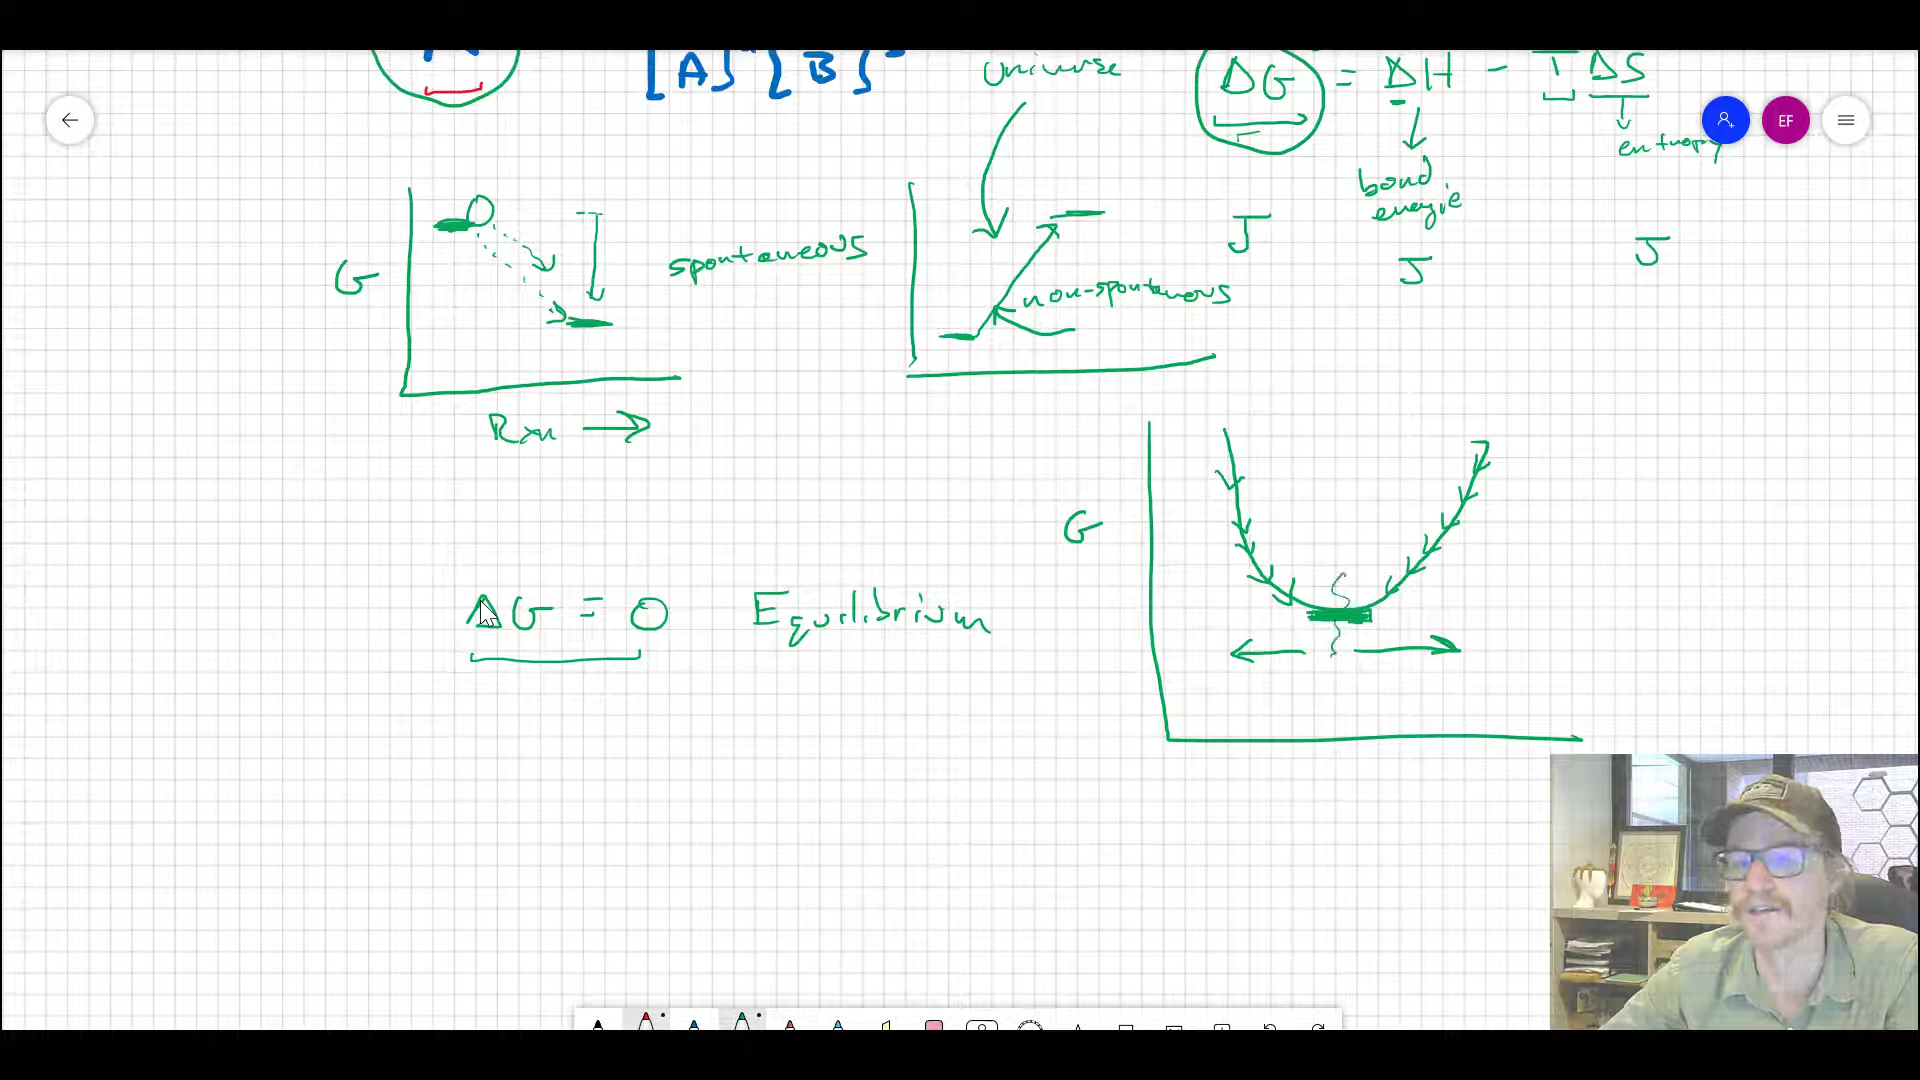 [A] [B]
Universe
ΔG = ΔH - TΔS
EF
entropy
bond
energie
G
spontaneous
J
J
J
non-spontaneous
Rxn
G
ΔG = 0 Equilibrium